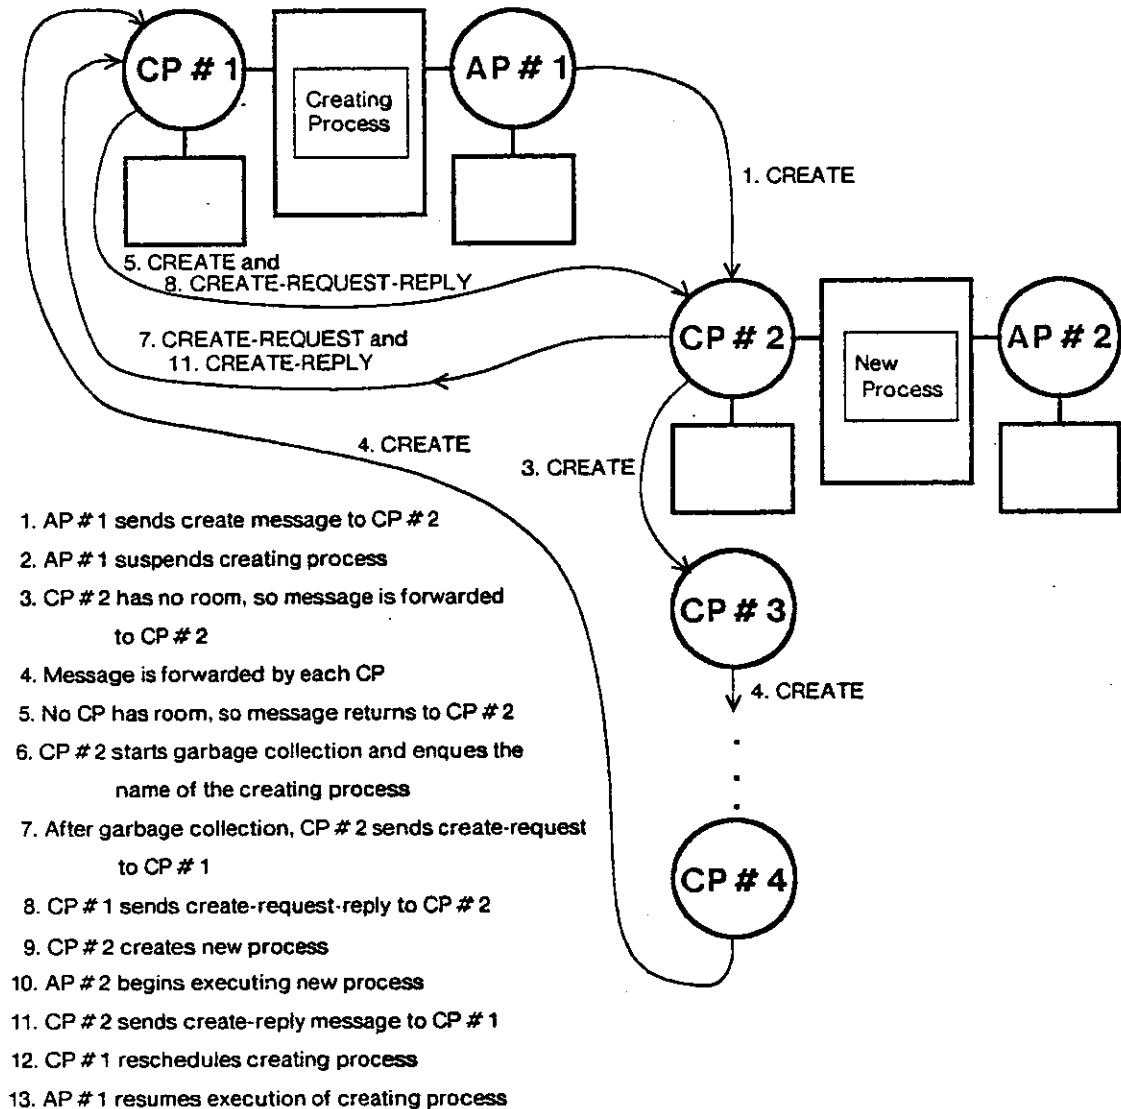 CP # 1
AP # 1
Creating
Process
1. CREATE
5. CREATE and
8. CREATE-REQUEST-REPLY
7. CREATE-REQUEST and
11. CREATE-REPLY
CP # 2
AP # 2
New
Process
4. CREATE
3. CREATE
1. AP # 1 sends create message to CP # 2
2. AP # 1 suspends creating process
3. CP # 2 has no room, so message is forwarded
to CP # 2
4. Message is forwarded by each CP
5. No CP has room, so message returns to CP # 2
6. CP # 2 starts garbage collection and enques the
name of the creating process
7. After garbage collection, CP # 2 sends create-request
to CP # 1
8. CP # 1 sends create-request-reply to CP # 2
9. CP # 2 creates new process
10. AP # 2 begins executing new process
11. CP # 2 sends create-reply message to CP # 1
12. CP # 1 reschedules creating process
13. AP # 1 resumes execution of creating process
CP # 3
4. CREATE
CP # 4